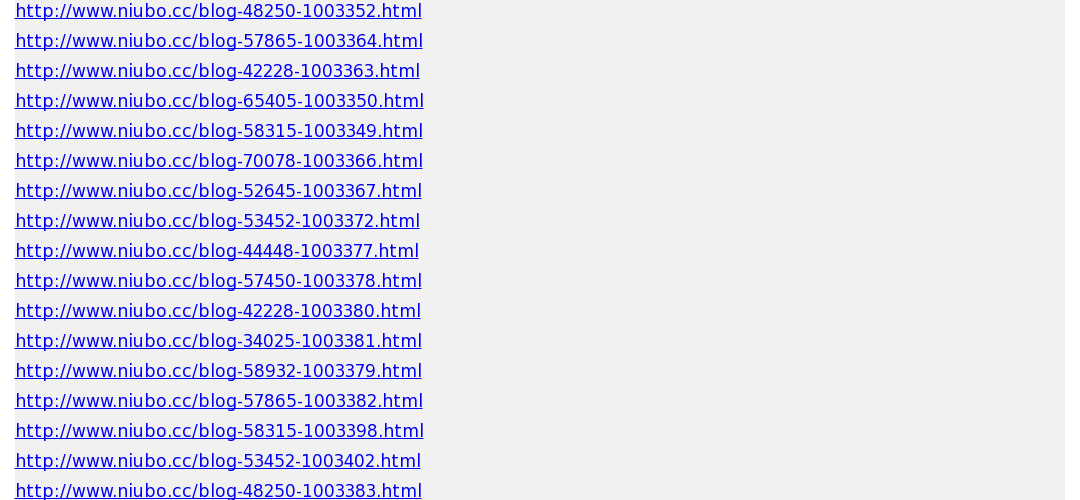 http://www.niubo.cc/blog-48250-1003352.html
http://www.niubo.cc/blog-57865-1003364.html
http://www.niubo.cc/blog-42228-1003363.html
http://www.niubo.cc/blog-65405-1003350.html
http://www.niubo.cc/blog-58315-1003349.html
http://www.niubo.cc/blog-70078-1003366.html
http://www.niubo.cc/blog-52645-1003367.html
http://www.niubo.cc/blog-53452-1003372.html
http://www.niubo.cc/blog-44448-1003377.html
http://www.niubo.cc/blog-57450-1003378.html
http://www.niubo.cc/blog-42228-1003380.html
http://www.niubo.cc/blog-34025-1003381.html
http://www.niubo.cc/blog-58932-1003379.html
http://www.niubo.cc/blog-57865-1003382.html
http://www.niubo.cc/blog-58315-1003398.html
http://www.niubo.cc/blog-53452-1003402.html
http://www.niubo.cc/blog-48250-1003383.html